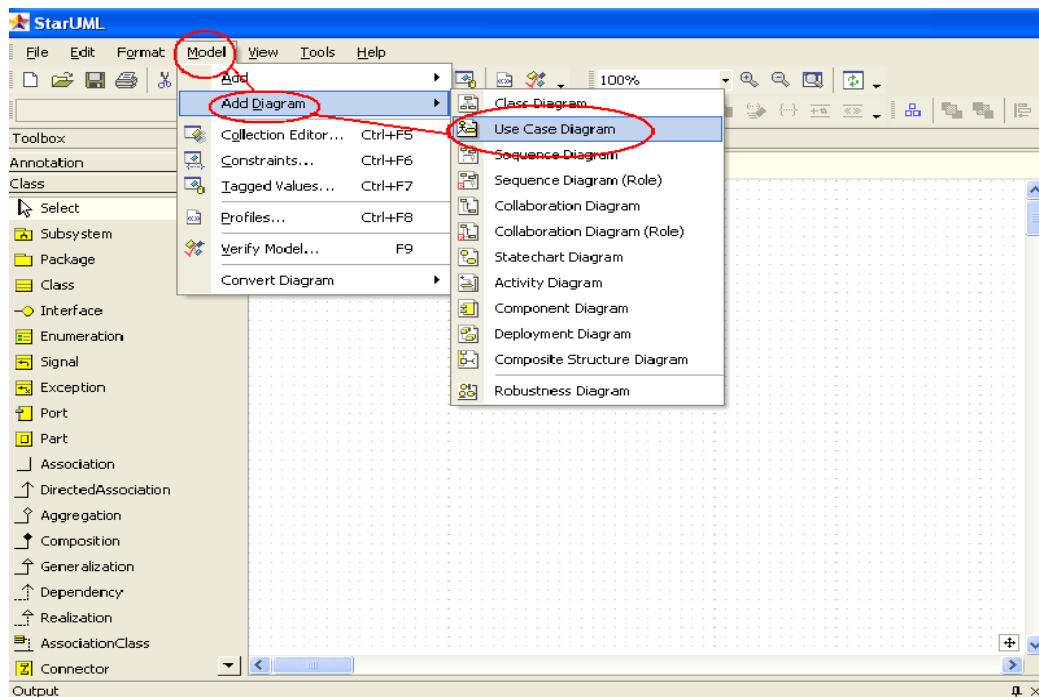 StarUML
File Edit Format Model View Tools Help
100%
Add
Add Diagram
Collection Editor... Ctrl+F5
Constraints... Ctrl+F6
Tagged Values... Ctrl+F7
Profiles... Ctrl+F8
Verify Model... F9
Convert Diagram
Class Diagram
Use Case Diagram
Sequence Diagram
Sequence Diagram (Role)
Collaboration Diagram
Collaboration Diagram (Role)
Statechart Diagram
Activity Diagram
Component Diagram
Deployment Diagram
Composite Structure Diagram
Robustness Diagram
Toolbox
Annotation
Class
Select
Subsystem
Package
Class
Interface
Enumeration
Signal
Exception
Port
Part
Association
DirectedAssociation
Aggregation
Composition
Generalization
Dependency
Realization
AssociationClass
Connector
Output